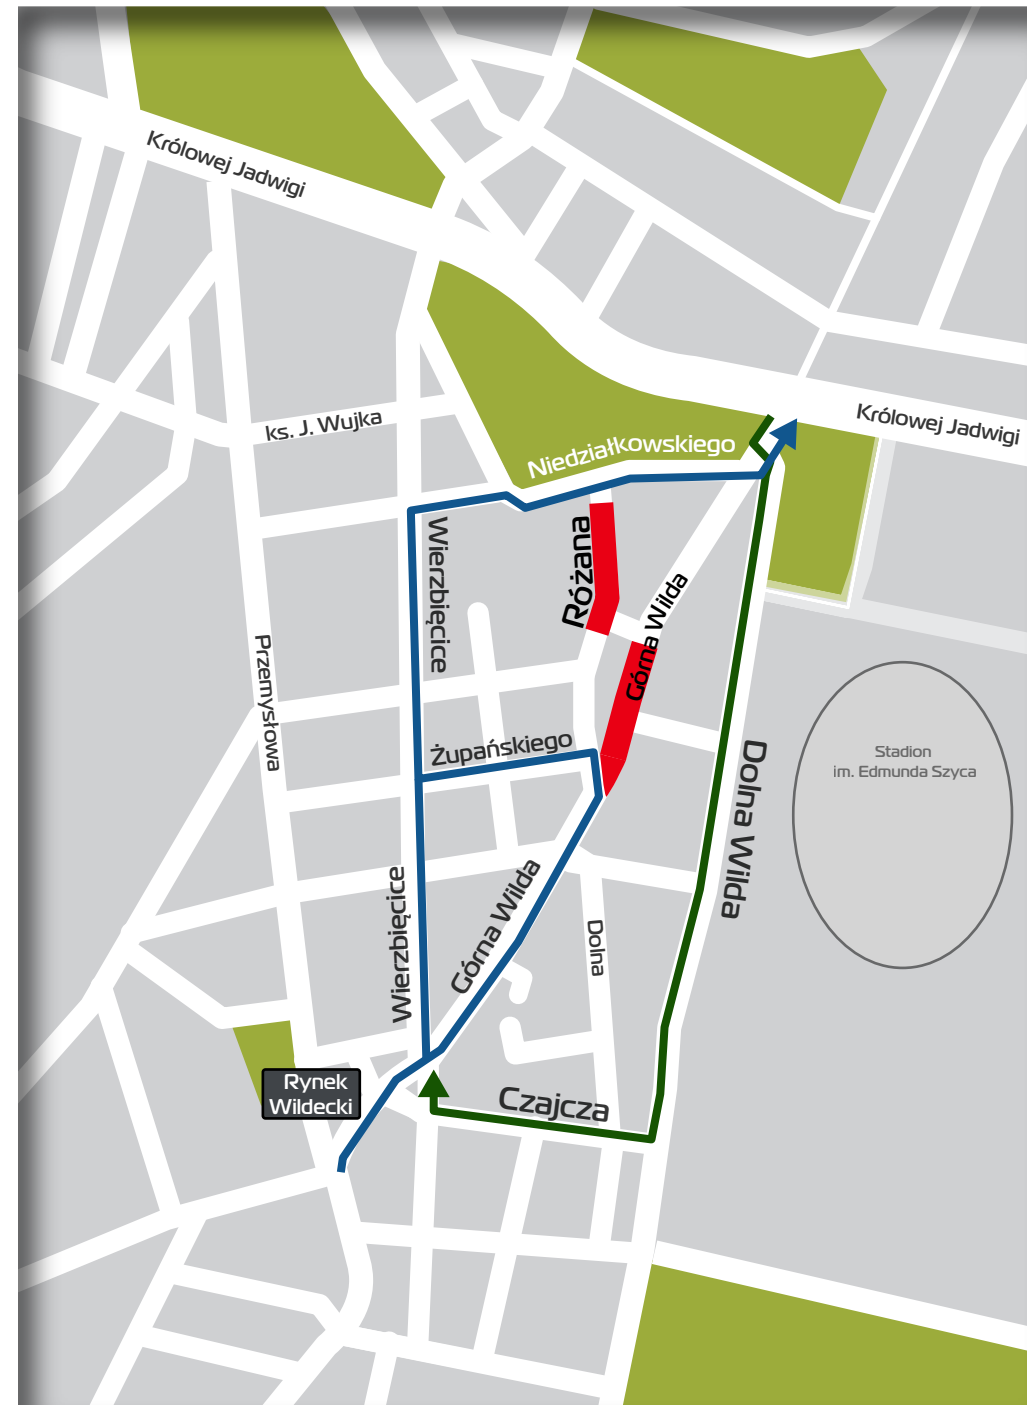 Królowej Jadwigi
Królowej Jadwigi
ks. J. Wujka
Niedziałkowskiego
Wierzbięcice
Różana
Górna Wilda
Przemysłowa
Żupańskiego
Dolna Wilda
Stadion
im. Edmunda Szyca
Wierzbięcice
Górna Wilda
Dolna
Rynek
Wildecki
Czajcza